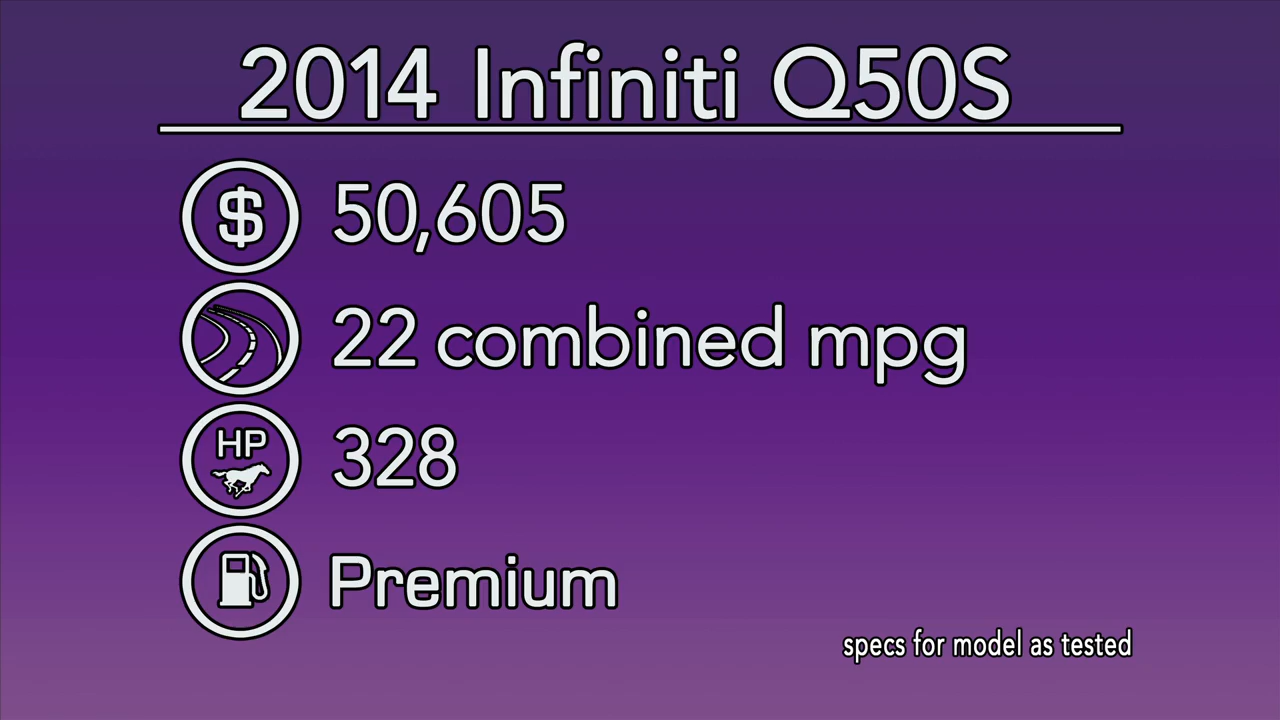 2014 Infiniti Q50S
$ 50,605
22 combined mpg
HP 328
Premium
specs for model as tested